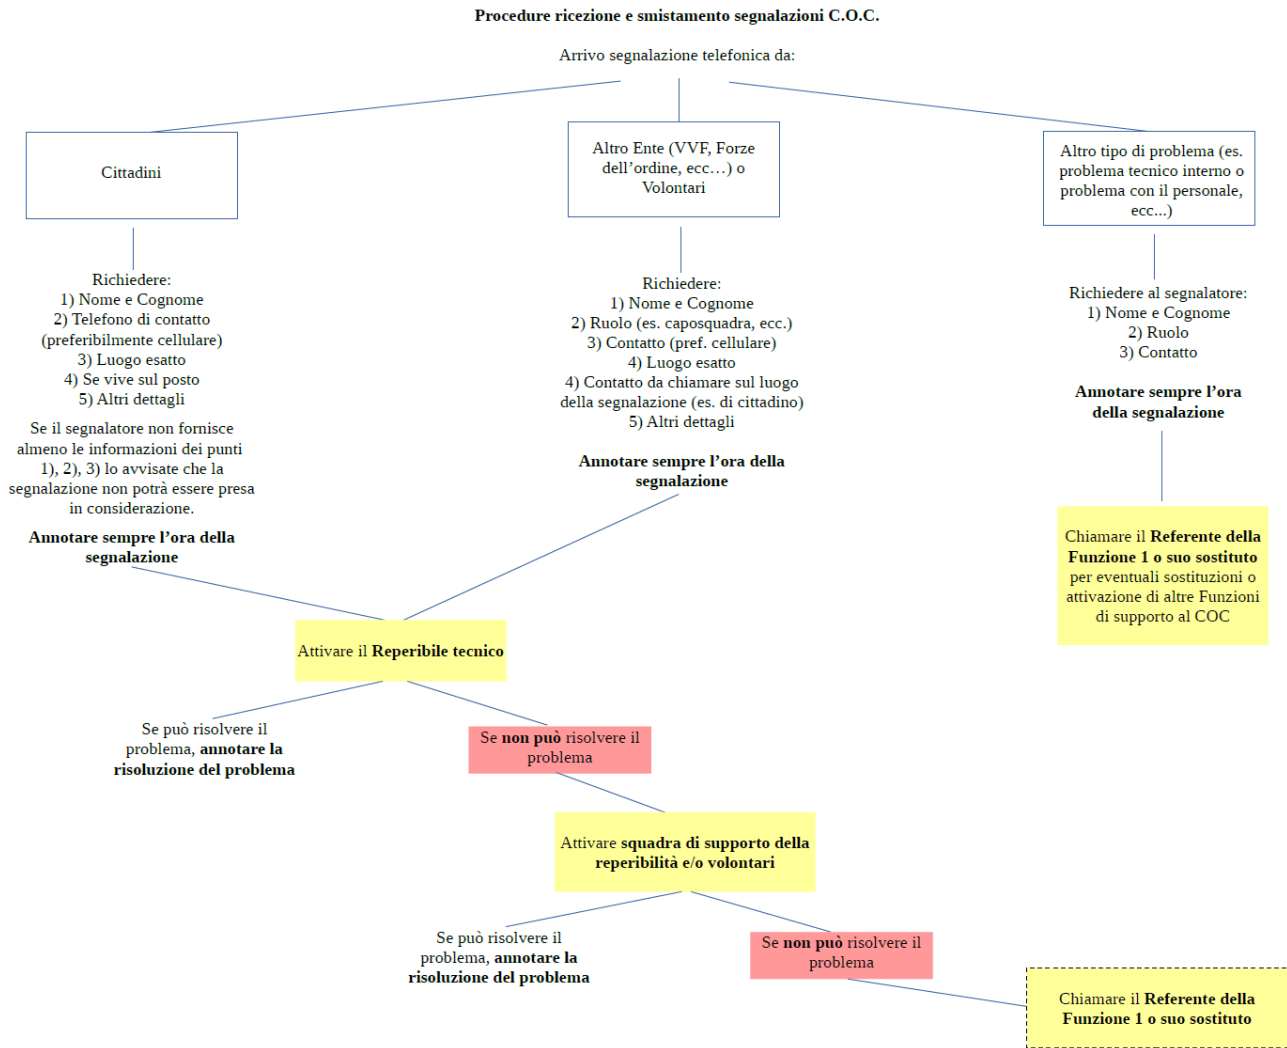 Procedure ricezione e smistamento segnalazioni C.O.C.
Arrivo segnalazione telefonica da:
Cittadini
Altro Ente (VVF, Forze
dell’ordine, ecc…) o
Volontari
Altro tipo di problema (es.
problema tecnico interno o
problema con il personale,
ecc...)
Richiedere:
1) Nome e Cognome
2) Telefono di contatto
(preferibilmente cellulare)
3) Luogo esatto
4) Se vive sul posto
5) Altri dettagli
Se il segnalatore non fornisce
almeno le informazioni dei punti
1), 2), 3) lo avvisate che la
segnalazione non potrà essere presa
in considerazione.
Annotare sempre l’ora della
segnalazione
Richiedere:
1) Nome e Cognome
2) Ruolo (es. caposquadra, ecc.)
3) Contatto (pref. cellulare)
4) Luogo esatto
4) Contatto da chiamare sul luogo
della segnalazione (es. di cittadino)
5) Altri dettagli
Annotare sempre l’ora della
segnalazione
Richiedere al segnalatore:
1) Nome e Cognome
2) Ruolo
3) Contatto
Annotare sempre l’ora
della segnalazione
Chiamare il Referente della
Funzione 1 o suo sostituto
per eventuali sostituzioni o
attivazione di altre Funzioni
di supporto al COC
Attivare il Reperibile tecnico
Se può risolvere il
problema, annotare la
risoluzione del problema
Se non può risolvere il
problema
Attivare squadra di supporto della
reperibilità e/o volontari
Se può risolvere il
problema, annotare la
risoluzione del problema
Se non può risolvere il
problema
Chiamare il Referente della
Funzione 1 o suo sostituto